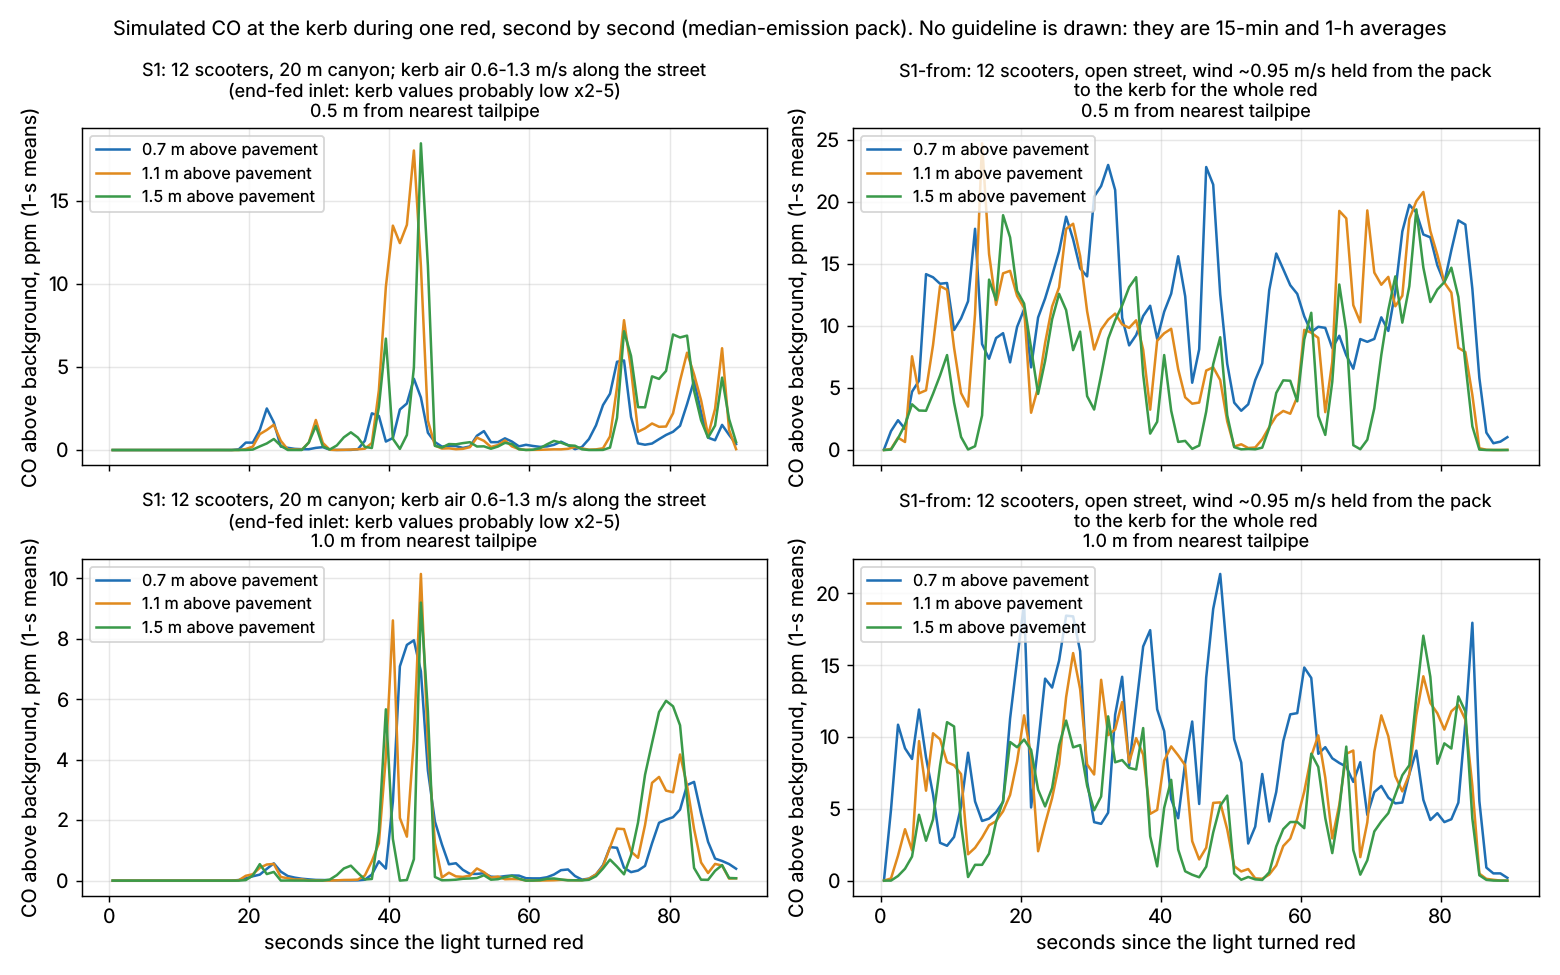 Simulated CO at the kerb during one red, second by second (median-emission pack). No guideline is drawn: they are 15-min and 1-h averages
S1: 12 scooters, 20 m canyon; kerb air 0.6-1.3 m/s along the street
(end-fed inlet: kerb values probably low x2-5)
0.5 m from nearest tailpipe
CO above background, ppm (1-s means)
15
10
5
0
0.7 m above pavement
1.1 m above pavement
1.5 m above pavement
S1-from: 12 scooters, open street, wind ~0.95 m/s held from the pack
to the kerb for the whole red
0.5 m from nearest tailpipe
CO above background, ppm (1-s means)
25
20
15
10
5
0
0.7 m above pavement
1.1 m above pavement
1.5 m above pavement
S1: 12 scooters, 20 m canyon; kerb air 0.6-1.3 m/s along the street
(end-fed inlet: kerb values probably low x2-5)
1.0 m from nearest tailpipe
CO above background, ppm (1-s means)
10
8
6
4
2
0
0.7 m above pavement
1.1 m above pavement
1.5 m above pavement
0 20 40 60 80
seconds since the light turned red
S1-from: 12 scooters, open street, wind ~0.95 m/s held from the pack
to the kerb for the whole red
1.0 m from nearest tailpipe
CO above background, ppm (1-s means)
20
15
10
5
0
0.7 m above pavement
1.1 m above pavement
1.5 m above pavement
0 20 40 60 80
seconds since the light turned red